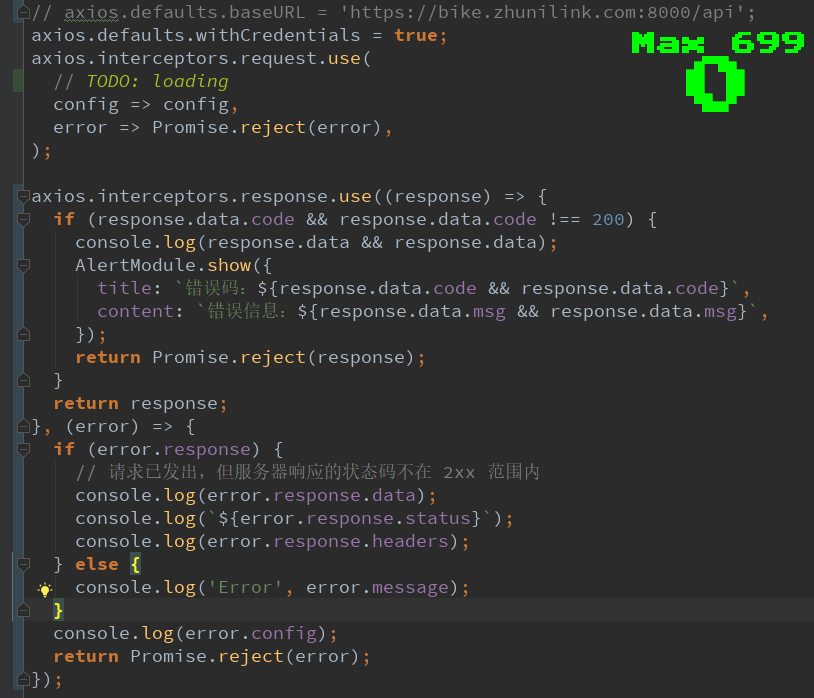 // axios.defaults.baseURL = 'https://bike.zhunilink.com:8000/api';
axios.defaults.withCredentials = true;
Max 699
0
axios.interceptors.request.use(
  // TODO: loading
  config => config,
  error => Promise.reject(error),
);
axios.interceptors.response.use((response) => {
  if (response.data.code && response.data.code !== 200) {
    console.log(response.data && response.data);
    AlertModule.show({
      title: `错误码: ${response.data.code && response.data.code}`,
      content: `错误信息: ${response.data.msg && response.data.msg}`,
    });
    return Promise.reject(response);
  }
  return response;
}, (error) => {
  if (error.response) {
    // 请求已发出，但服务器响应的状态码不在 2xx 范围内
    console.log(error.response.data);
    console.log(`${error.response.status}`);
    console.log(error.response.headers);
  } else {
    console.log('Error', error.message);
  }
  console.log(error.config);
  return Promise.reject(error);
});